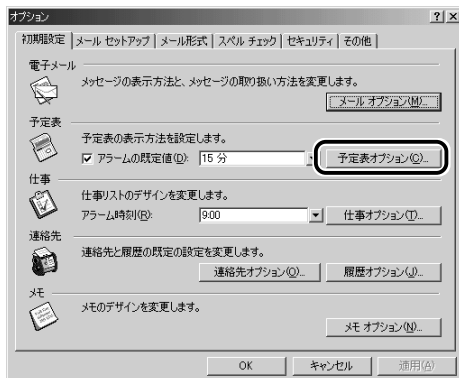 オプション
初期設定 メール セットアップ メール形式 スペル チェック セキュリティ その他
電子メール
メッセージの表示方法と、メッセージの取り扱い方法を変更します。
メール オプション(M)...
予定表
予定表の表示方法を設定します。
アラームの既定値(D): 15 分 予定表オプション(C)...
仕事
仕事リストのデザインを変更します。
アラーム時刻(R): 9:00 仕事オプション(T)...
連絡先
連絡先と履歴の既定の設定を変更します。
連絡先オプション(O)... 履歴オプション(J)...
メモ
メモのデザインを変更します。
メモ オプション(N)...
OK キャンセル 適用(A)